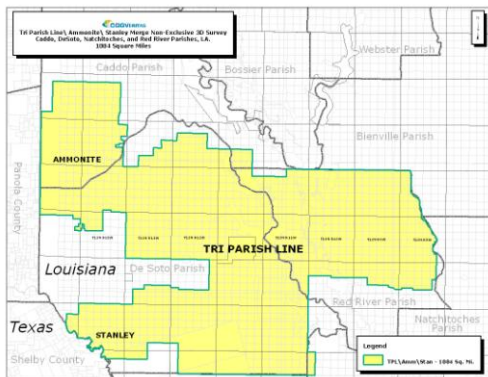 CGGVERITAS
Tri Parish Line\ Ammonite\ Stanley Merge Non-Exclusive 3D Survey
Caddo, DeSoto, Natchitoches, and Red River Parishes, LA.
1084 Square Miles
Webster Parish
Caddo Parish
Bossier Parish
Bienville Parish
AMMONITE
Panola County
TRI PARISH LINE
Louisiana
De Soto Parish
Red River Parish
Natchitoches
Parish
Texas
STANLEY
Shelby County
Legend
TPL\Amm\Stan - 1084 Sq. Mi.